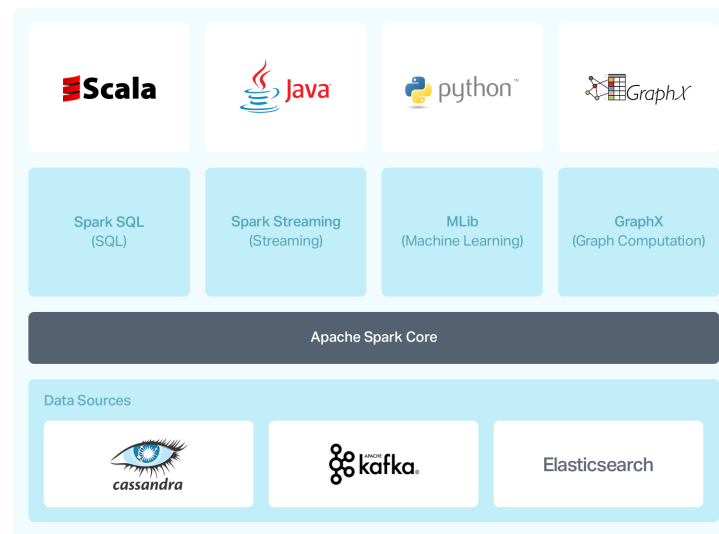 Scala
Java
python™
GraphX
Spark SQL
(SQL)
Spark Streaming
(Streaming)
MLib
(Machine Learning)
GraphX
(Graph Computation)
Apache Spark Core
Data Sources
cassandra
APACHE
kafka.
Elasticsearch